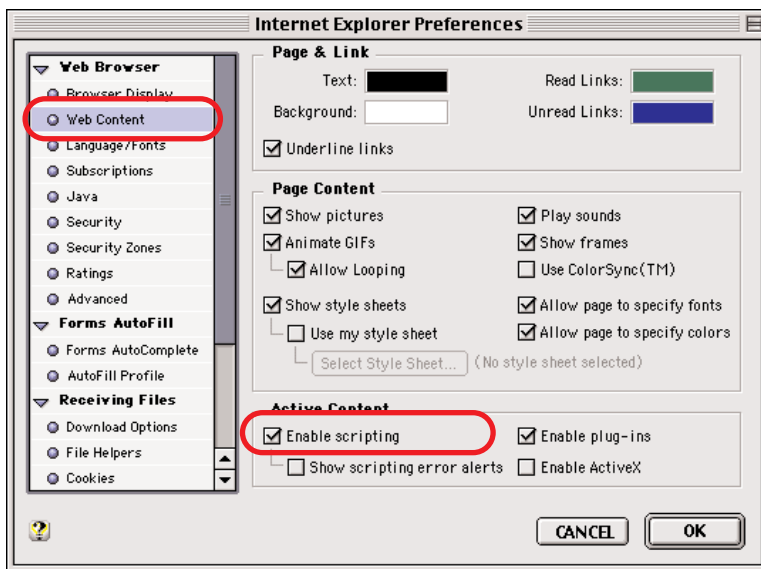 Internet Explorer Preferences
Web Browser
Browser Display
Web Content
Language/Fonts
Subscriptions
Java
Security
Security Zones
Ratings
Advanced
Forms AutoFill
Forms AutoComplete
AutoFill Profile
Receiving Files
Download Options
File Helpers
Cookies
Page & Link
Text:
Read Links:
Background:
Unread Links:
Underline links
Page Content
Show pictures
Play sounds
Animate GIFs
Show frames
Allow Looping
Use ColorSync(TM)
Show style sheets
Allow page to specify fonts
Use my style sheet
Allow page to specify colors
Select Style Sheet... (No style sheet selected)
Active Content
Enable scripting
Enable plug-ins
Show scripting error alerts
Enable ActiveX
?
CANCEL
OK